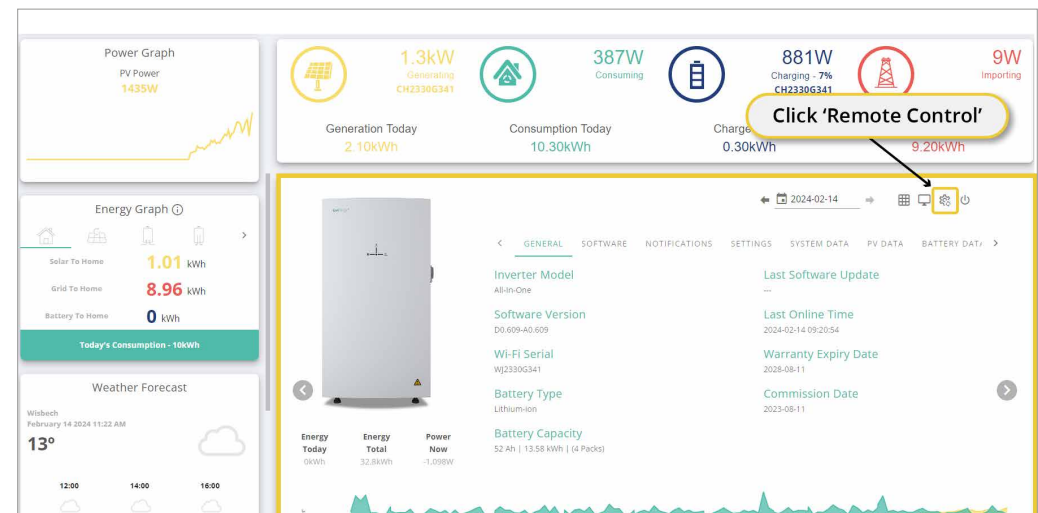 Power Graph
PV Power
1435W
1.3kW
Generating
CH2330G341
Generation Today
2.10kWh
387W
Consuming
Consumption Today
10.30kWh
881W
Charging - 7%
CH2330G341
Charge
0.30kWh
9W
Importing
9.20kWh
Click ‘Remote Control’
Energy Graph
Solar To Home 1.01 kWh
Grid To Home 8.96 kWh
Battery To Home 0 kWh
Today's Consumption - 10kWh
Weather Forecast
Wisbech
February 14 2024 11:22 AM
13°
12:00 14:00 16:00
2024-02-14
GENERAL SOFTWARE NOTIFICATIONS SETTINGS SYSTEM DATA PV DATA BATTERY DATA
Inverter Model
All-In-One
Software Version
D0.609-A0.609
Wi-Fi Serial
WJ2330G341
Battery Type
Lithium-ion
Battery Capacity
52 Ah | 13.58 kWh | (4 Packs)
Last Software Update
---
Last Online Time
2024-02-14 09:20:54
Warranty Expiry Date
2028-08-11
Commission Date
2023-08-11
Energy Today
0kWh
Energy Total
32.8kWh
Power Now
-1,098W